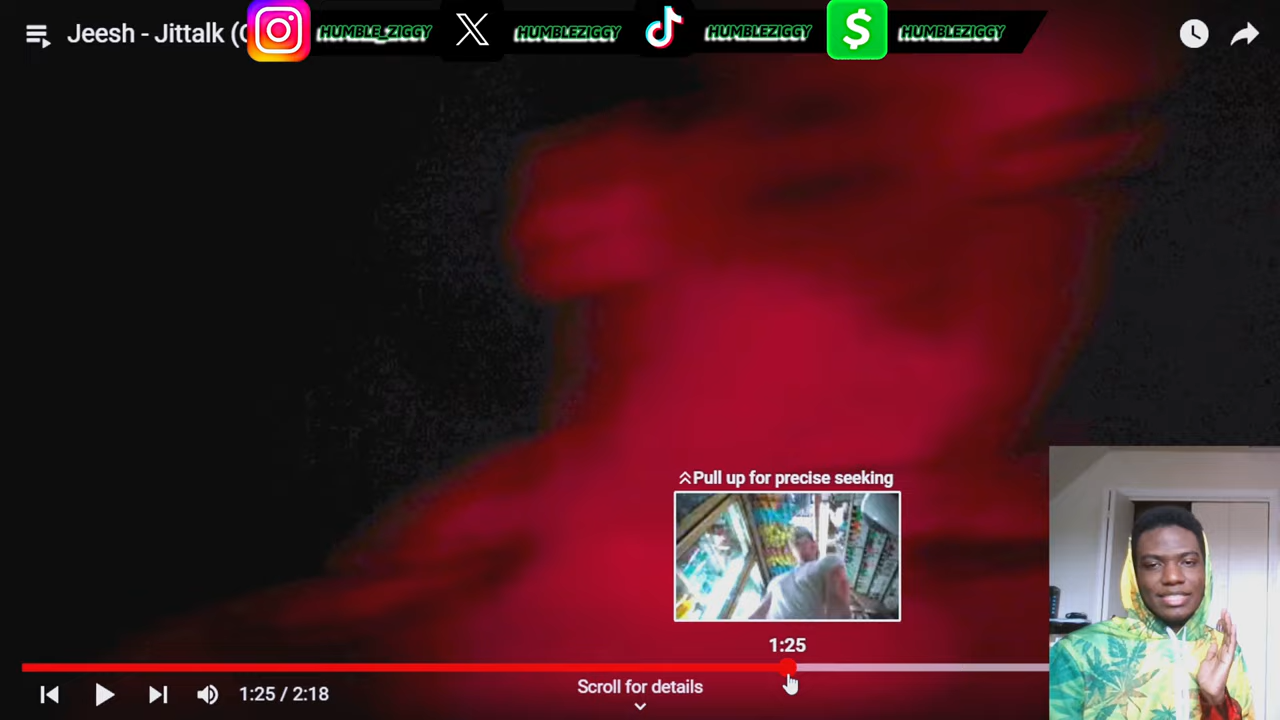 Jeesh - Jittalk (
HUMBLE_ZIGGY
HUMBLEZIGGY
HUMBLEZIGGY
$
HUMBLEZIGGY
Pull up for precise seeking
1:25
1:25 / 2:18
Scroll for details